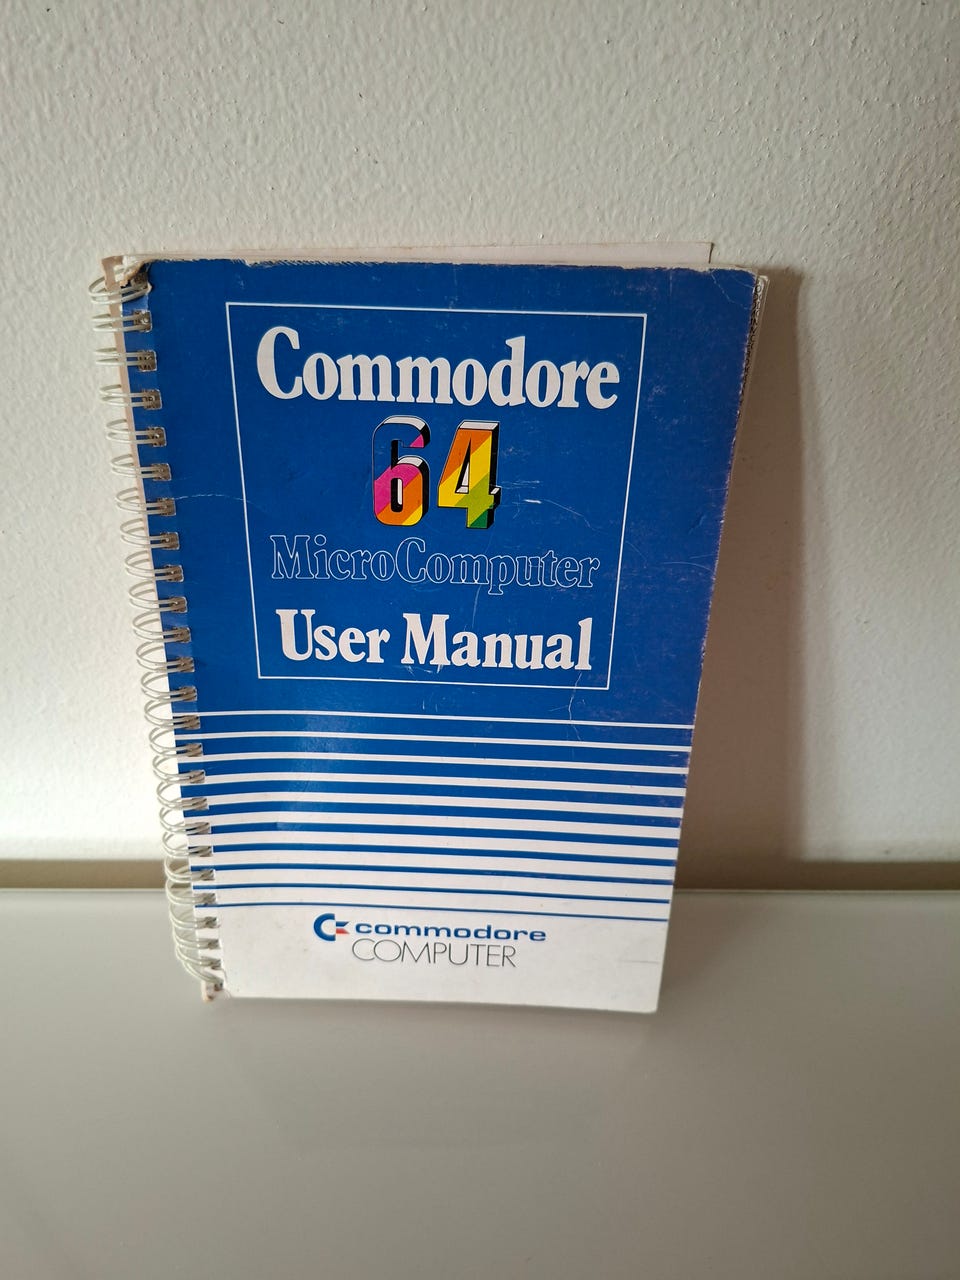 Commodore
64
MicroComputer
User Manual
commodore
COMPUTER